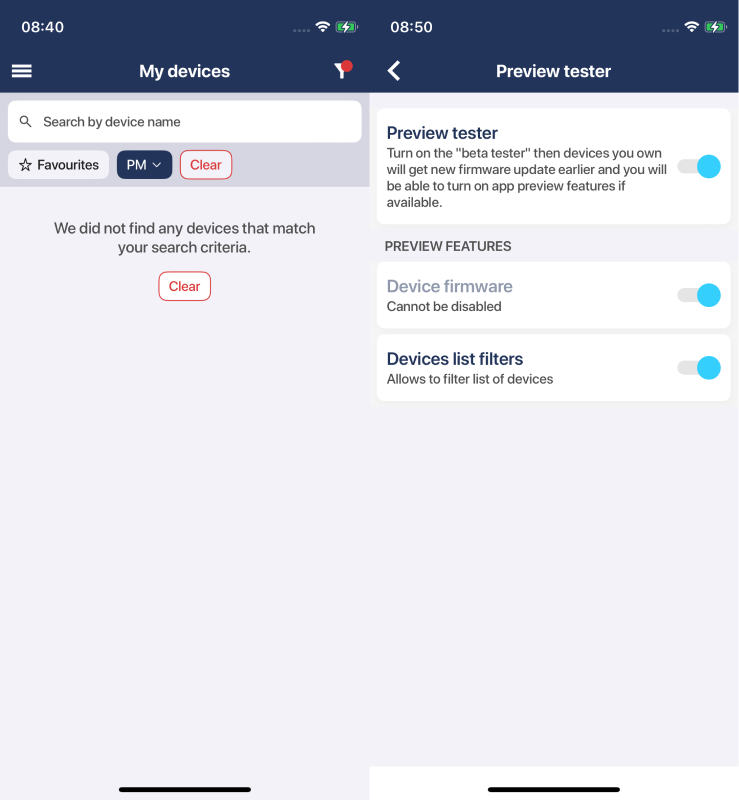 08:40
My devices
Search by device name
Favourites
PM
Clear
We did not find any devices that match
your search criteria.
Clear
08:50
Preview tester
Preview tester
Turn on the "beta tester" then devices you own
will get new firmware update earlier and you will
be able to turn on app preview features if
available.
PREVIEW FEATURES
Device firmware
Cannot be disabled
Devices list filters
Allows to filter list of devices